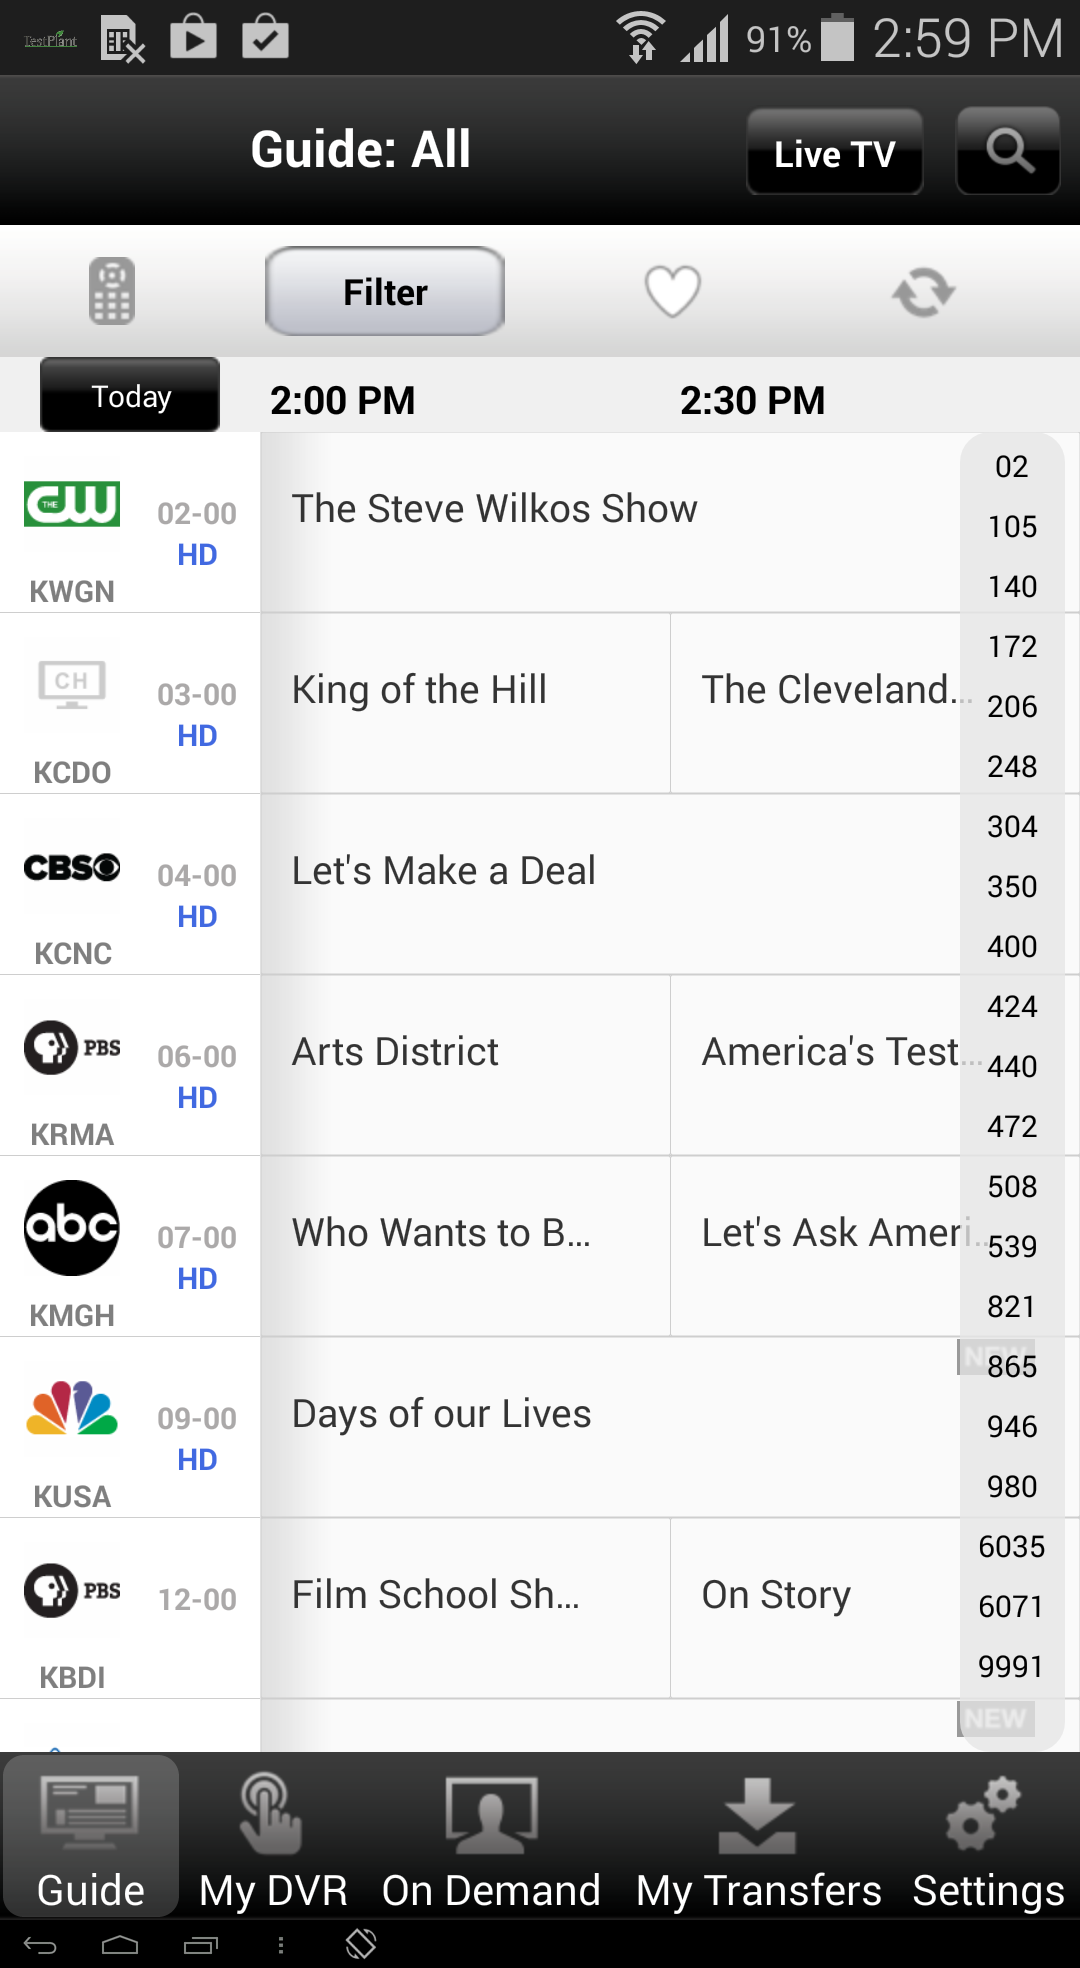 TestPlant 91% 2:59 PM
Guide: All Live TV
Filter
Today 2:00 PM 2:30 PM
THE CW 02-00 HD KWGN The Steve Wilkos Show
CH 03-00 HD KCDO King of the Hill The Cleveland...
CBS 04-00 HD KCNC Let's Make a Deal
PBS 06-00 HD KRMA Arts District America's Test...
abc 07-00 HD KMGH Who Wants to B... Let's Ask Ameri...
09-00 HD KUSA Days of our Lives NEW
PBS 12-00 KBDI Film School Sh... On Story
NEW
02
105
140
172
206
248
304
350
400
424
440
472
508
539
821
865
946
980
6035
6071
9991
Guide My DVR On Demand My Transfers Settings